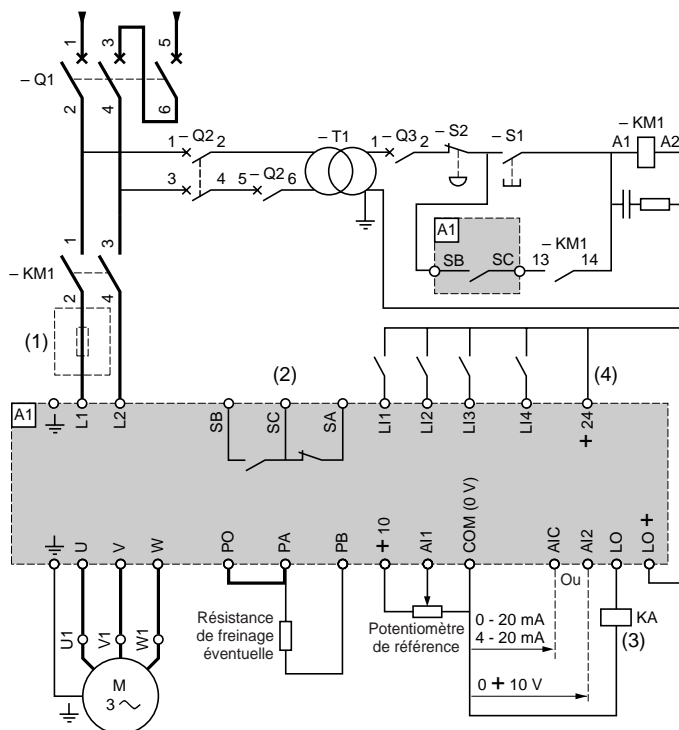 1 3 5
– Q1
2 4 6
1 – Q2 2 – T1 1 – Q3 2 – S2 – S1 – KM1
A1 A2
3 4 5 – Q2 6
A1
– KM1
SB SC 13 14
1 3
– KM1
2 4
(1) (2) (4)
A1
L1 L2 SB SC SA LI1 LI2 LI3 LI4 + 24
U V W PO PA PB + 10 AI1 COM (0 V) AIC AI2 LO LO +
Ou
U1 V1 W1
Résistance
de freinage
éventuelle
Potentiomètre
de référence
0 - 20 mA
4 - 20 mA
KA
(3)
0 + 10 V
M
3 ~